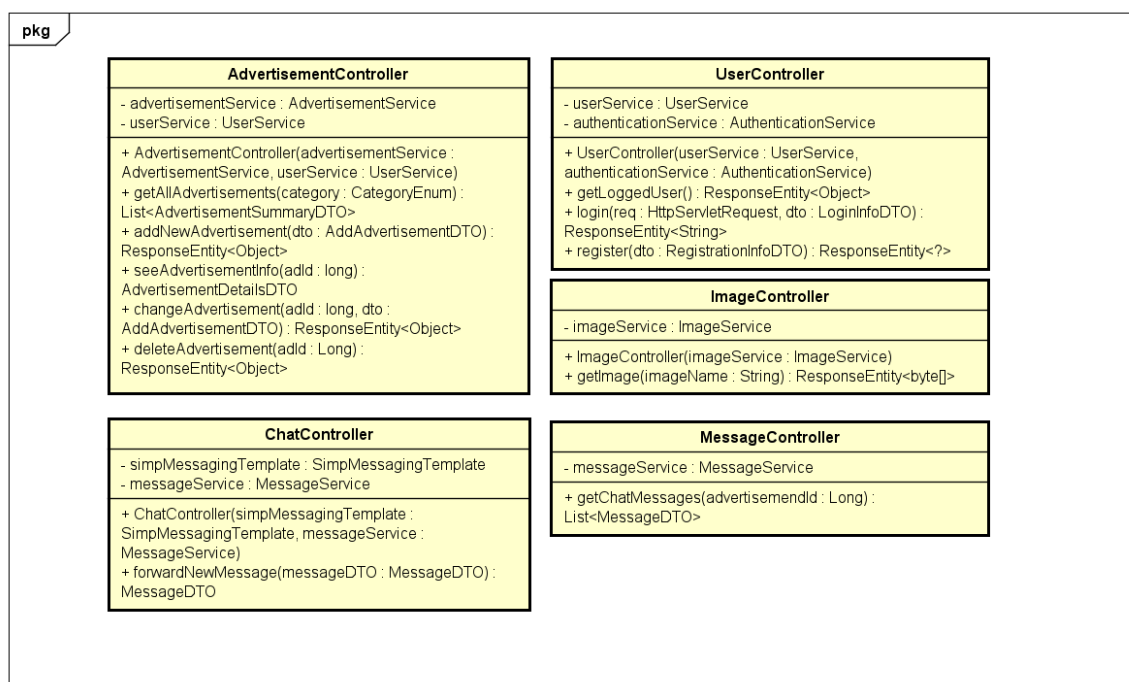 pkg
AdvertisementController
- advertisementService : AdvertisementService
- userService : UserService
+ AdvertisementController(advertisementService :
AdvertisementService, userService : UserService)
+ getAllAdvertisements(category : CategoryEnum) :
List<AdvertisementSummaryDTO>
+ addNewAdvertisement(dto : AddAdvertisementDTO) :
ResponseEntity<Object>
+ seeAdvertisementInfo(adId : long) :
AdvertisementDetailsDTO
+ changeAdvertisement(adId : long, dto :
AddAdvertisementDTO) : ResponseEntity<Object>
+ deleteAdvertisement(adId : Long) :
ResponseEntity<Object>
UserController
- userService : UserService
- authenticationService : AuthenticationService
+ UserController(userService : UserService,
authenticationService : AuthenticationService)
+ getLoggedUser() : ResponseEntity<Object>
+ login(req : HttpServletRequest, dto : LoginInfoDTO) :
ResponseEntity<String>
+ register(dto : RegistrationInfoDTO) : ResponseEntity<?>
ImageController
- imageService : ImageService
+ ImageController(imageService : ImageService)
+ getImage(imageName : String) : ResponseEntity<byte[]>
ChatController
- simpMessagingTemplate : SimpMessagingTemplate
- messageService : MessageService
+ ChatController(simpMessagingTemplate :
SimpMessagingTemplate, messageService :
MessageService)
+ forwardNewMessage(messageDTO : MessageDTO) :
MessageDTO
MessageController
- messageService : MessageService
+ getChatMessages(advertisemendId : Long) :
List<MessageDTO>